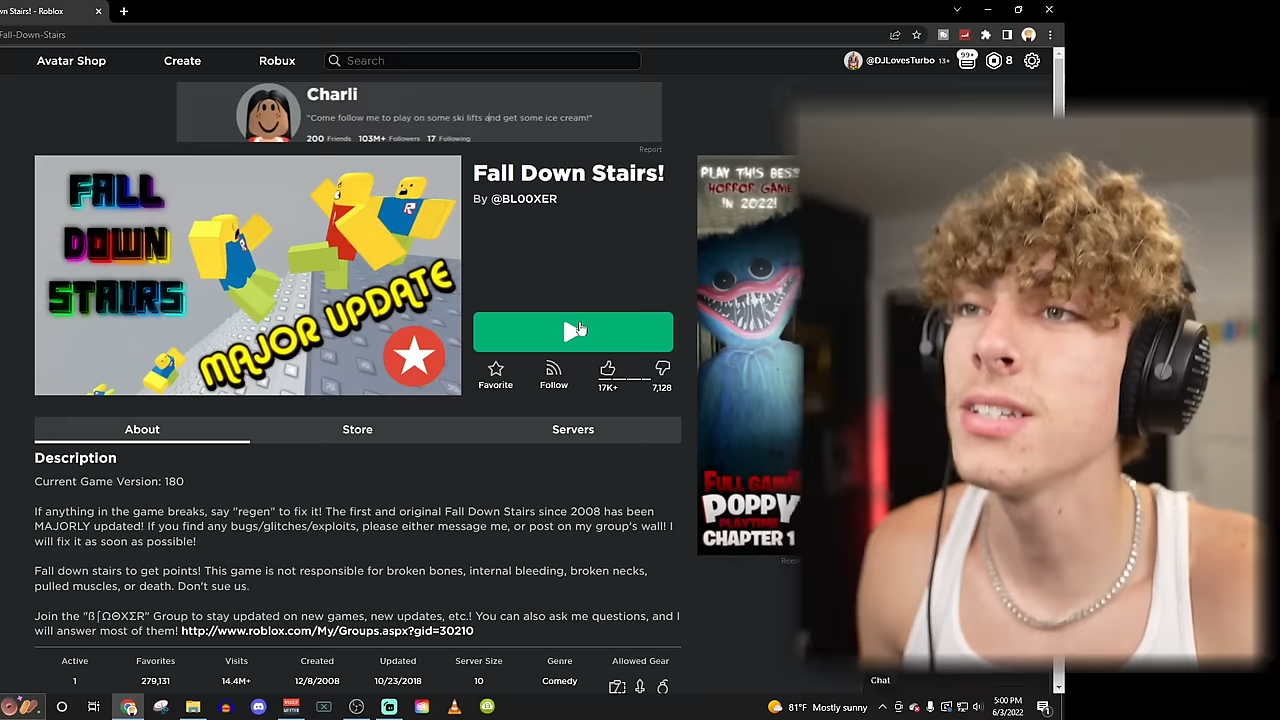 wn Stairs! - Roblox
Fall-Down-Stairs
Avatar Shop
Create
Robux
Search
@DJLovesTurbo 13+
99+
8
Charli
"Come follow me to play on some ski lifts and get some ice cream!"
200 Friends 103M+ Followers 17 Following
Report
FALL
DOWN
STAIRS
MAJOR UPDATE
Fall Down Stairs!
By @BL00XER
Favorite
Follow
17K+
7,128
PLAY THIS BEST
HORROR GAME
IN 2022!
FULL GAME
POPPY
PLAYTIME
CHAPTER 1
About
Store
Servers
Description
Current Game Version: 180
If anything in the game breaks, say "regen" to fix it! The first and original Fall Down Stairs since 2008 has been
MAJORLY updated! If you find any bugs/glitches/exploits, please either message me, or post on my group's wall! I
will fix it as soon as possible!
Fall down stairs to get points! This game is not responsible for broken bones, internal bleeding, broken necks,
pulled muscles, or death. Don't sue us.
Join the "ß⌠ΩΘXΣR" Group to stay updated on new games, new updates, etc.! You can also ask me questions, and I
will answer most of them! http://www.roblox.com/My/Groups.aspx?gid=30210
Active
Favorites
Visits
Created
Updated
Server Size
Genre
Allowed Gear
1
279,131
14.4M+
12/8/2008
10/23/2018
10
Comedy
Chat
81°F Mostly sunny
5:00 PM
6/3/2022